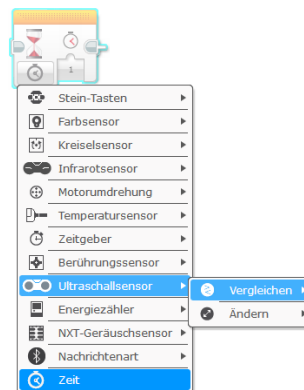 1
Stein-Tasten
Farbsensor
Kreiselsensor
Infrarotsensor
Motorumdrehung
Temperatursensor
Zeitgeber
Berührungssensor
Ultraschallsensor
Vergleichen
Energiezähler
Ändern
NXT-Geräuschsensor
Nachrichtenart
Zeit